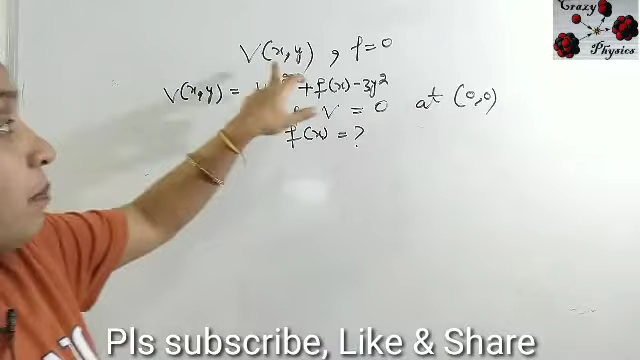 Crazy
Physics
V(x,y) , ρ=0
V(x,y) = + f(x) - 3y²
V = 0 at (0,0)
f(x) = ?
Pls subscribe, Like & Share